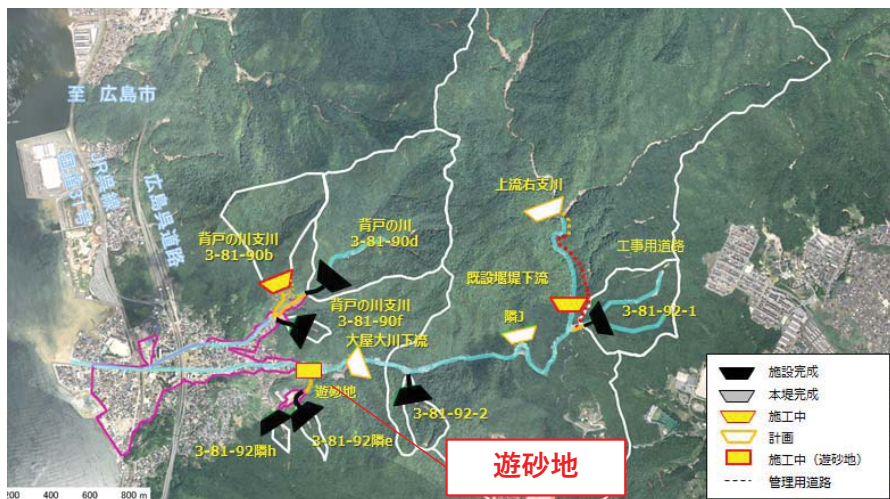 至 広島市
JR呉線
国道31号
広島呉道路
上流右支川
背戸の川
3-81-90d
工事用道路
背戸の川支川
3-81-90b
既設堰堤下流
背戸の川支川
3-81-90f
隣J
3-81-92-1
大屋大川下流
遊砂地
3-81-92-2
3-81-92隣e
3-81-92隣h
遊砂地
施設完成
本堤完成
施工中
計画
施工中（遊砂地）
管理用道路
200 400 600 800 m